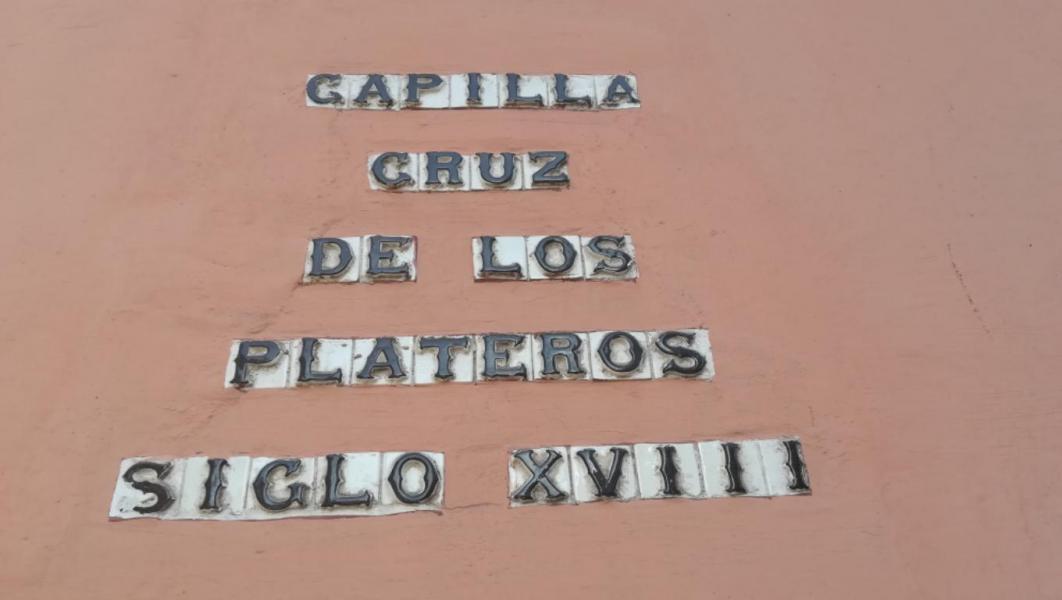 CAPILLA
CRUZ
DE LOS
PLATEROS
SIGLO XVIII